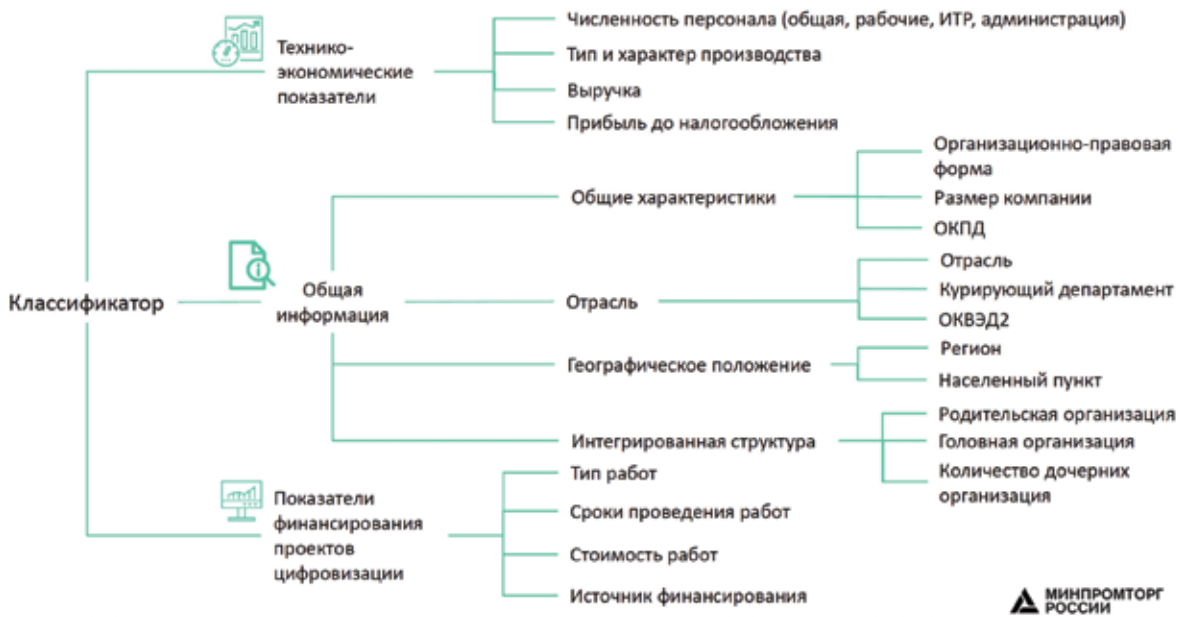 Классификатор
Технико-
экономические
показатели
Численность персонала (общая, рабочие, ИТР, администрация)
Тип и характер производства
Выручка
Прибыль до налогообложения
Общая
информация
Общие характеристики
Организационно-правовая
форма
Размер компании
ОКПД
Отрасль
Отрасль
Курирующий департамент
ОКВЭД2
Географическое положение
Регион
Населенный пункт
Интегрированная структура
Родительская организация
Головная организация
Количество дочерних
организация
Показатели
финансирования
проектов
цифровизации
Тип работ
Сроки проведения работ
Стоимость работ
Источник финансирования
МИНПРОМТОРГ
РОССИИ